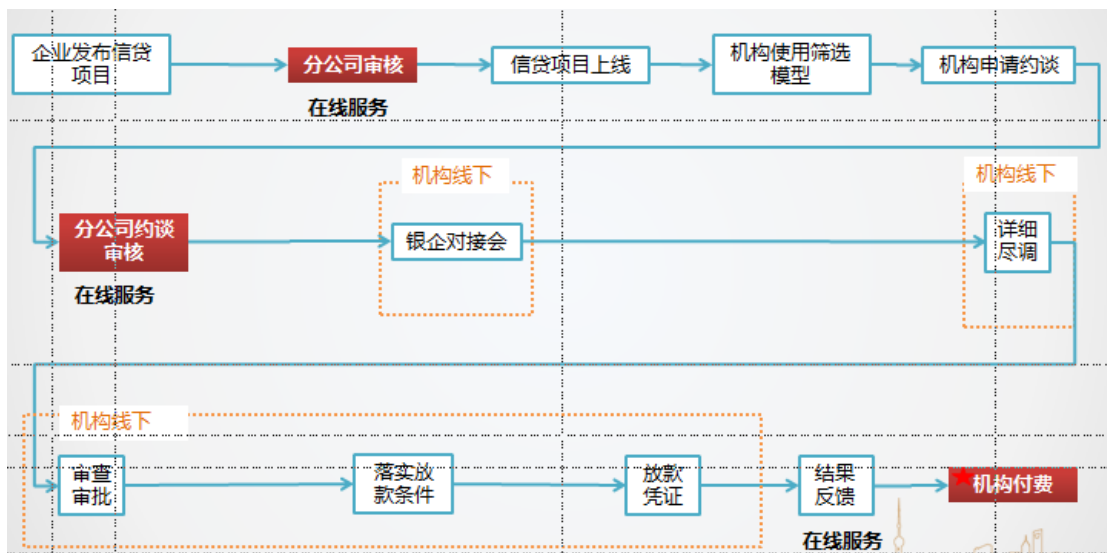 企业发布信贷
项目
分公司审核
信贷项目上线
机构使用筛选
模型
机构申请约谈
在线服务
机构线下
机构线下
分公司约谈
审核
银企对接会
详细
尽调
在线服务
机构线下
审查
审批
落实放
款条件
放款
凭证
结果
反馈
机构付费
在线服务